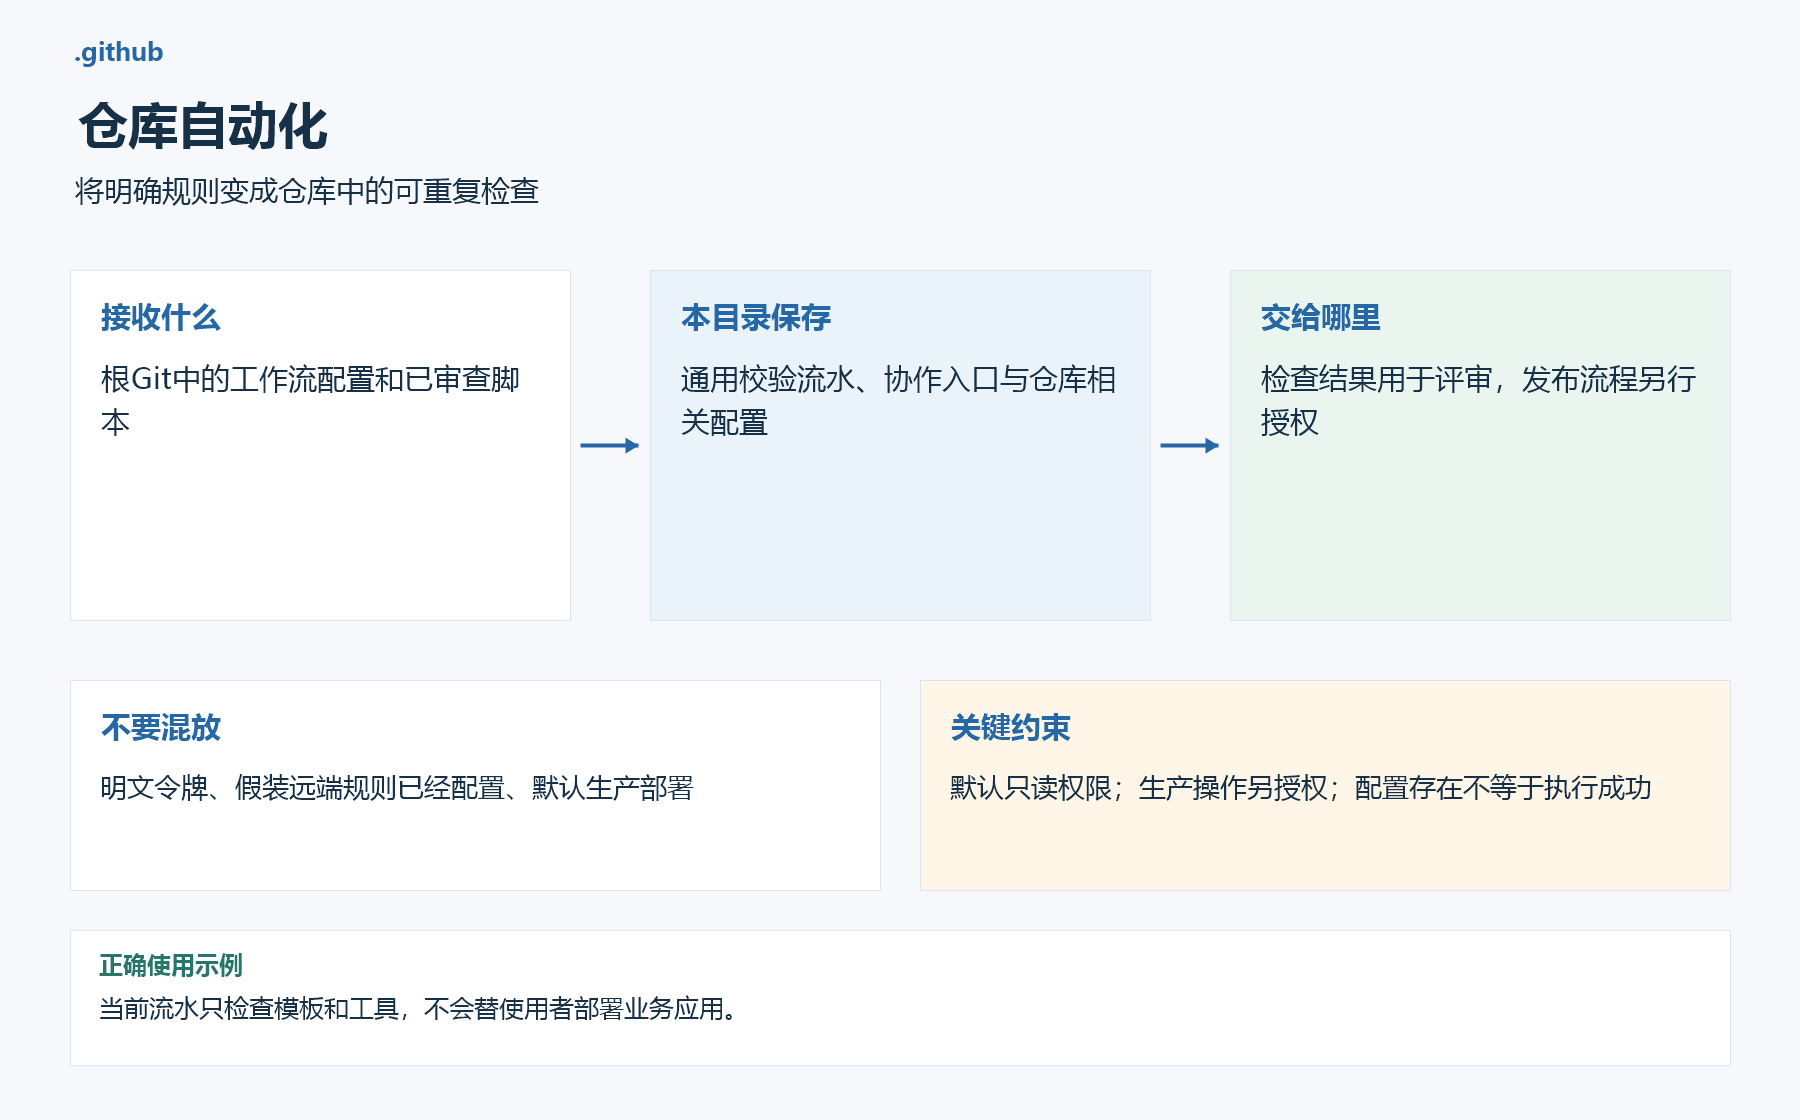 .github
仓库自动化
将明确规则变成仓库中的可重复检查
接收什么
根Git中的工作流配置和已审查脚
本
本目录保存
通用校验流水、协作入口与仓库相
关配置
交给哪里
检查结果用于评审，发布流程另行
授权
不要混放
明文令牌、假装远端规则已经配置、默认生产部署
关键约束
默认只读权限；生产操作另授权；配置存在不等于执行成功
正确使用示例
当前流水只检查模板和工具，不会替使用者部署业务应用。